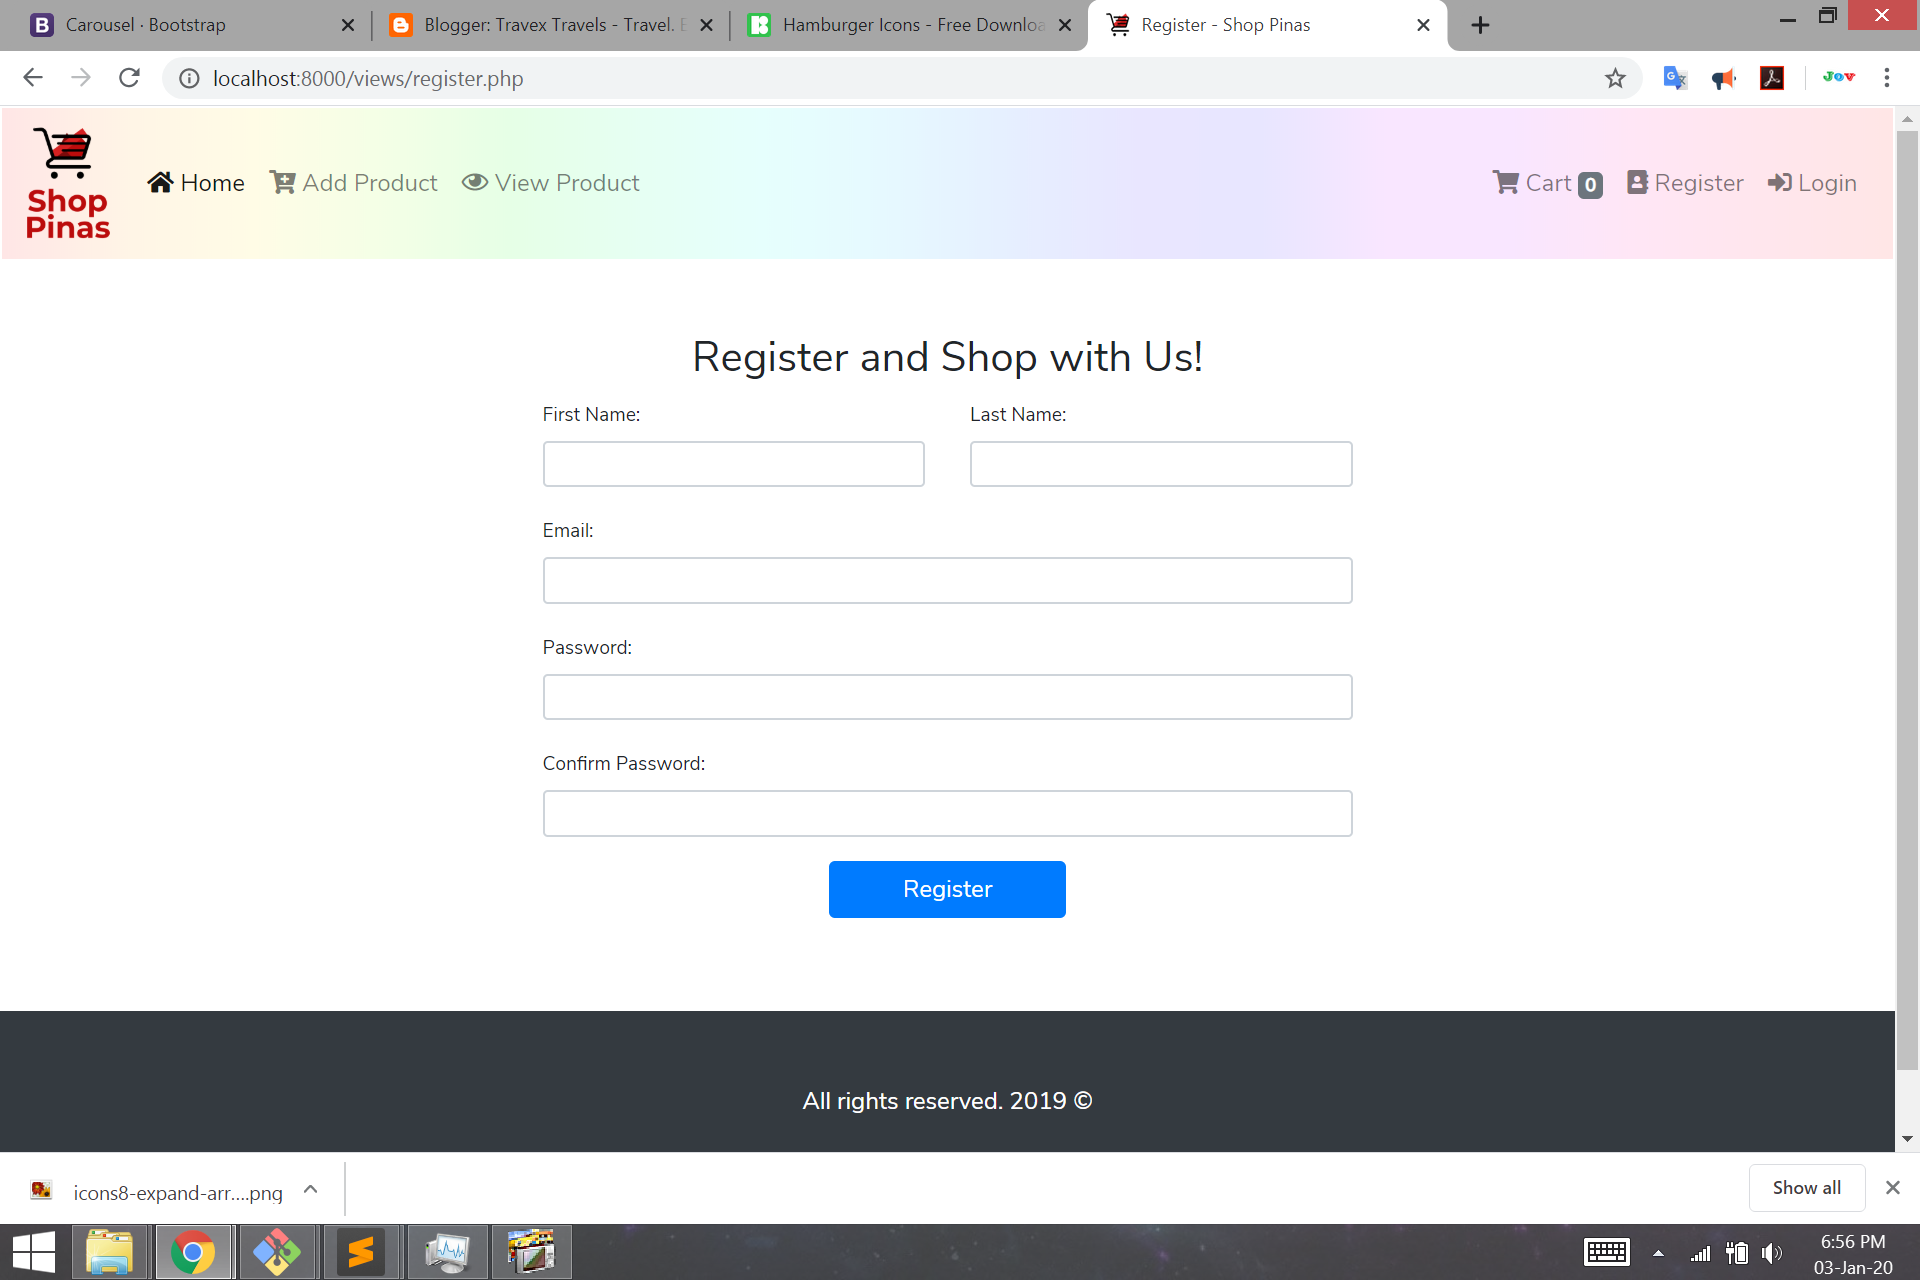 Carousel · Bootstrap
Blogger: Travex Travels - Travel.
Hamburger Icons - Free Downloa
Register - Shop Pinas
localhost:8000/views/register.php
Jov
Shop
Pinas
Home
Add Product
View Product
Cart 0
Register
Login
Register and Shop with Us!
First Name:
Last Name:
Email:
Password:
Confirm Password:
Register
All rights reserved. 2019 ©
icons8-expand-arr....png
Show all
6:56 PM
03-Jan-20